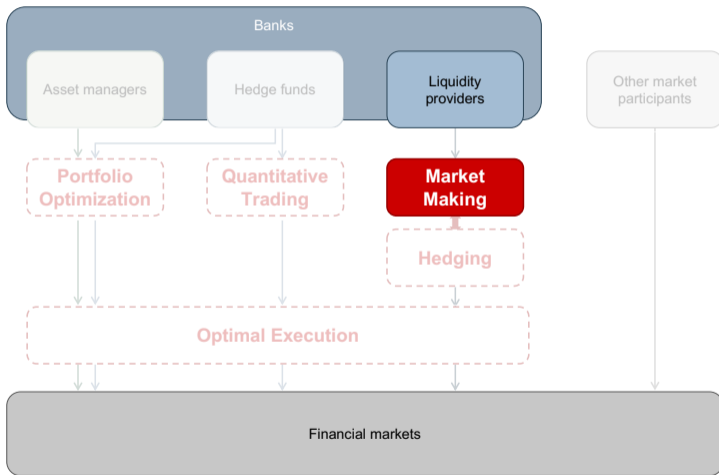 Banks
Asset managers
Hedge funds
Liquidity
providers
Other market
participants
Portfolio
Optimization
Quantitative
Trading
Market
Making
Hedging
Optimal Execution
Financial markets